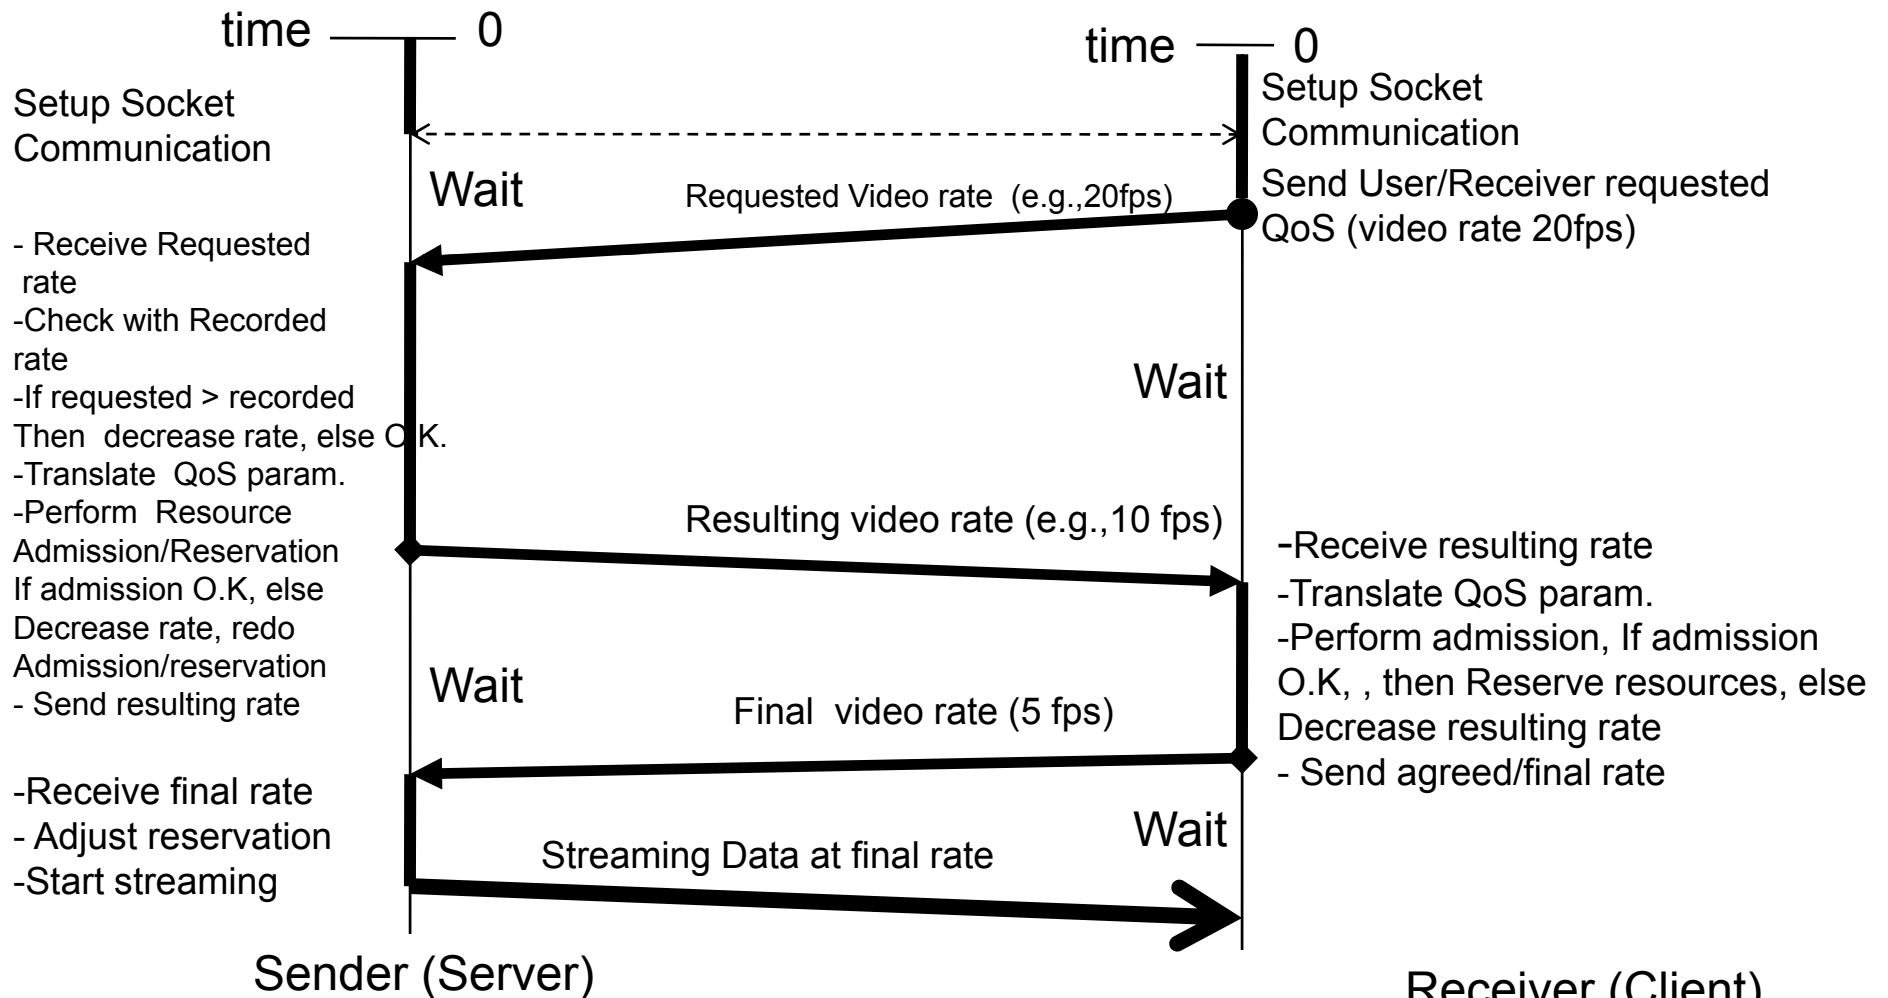 time
0
time
0
Setup Socket
Communication
Setup Socket
Communication
Wait
Requested Video rate (e.g.,20fps)
Send User/Receiver requested
QoS (video rate 20fps)
- Receive Requested
rate
-Check with Recorded
rate
-If requested > recorded
Then decrease rate, else O.K.
-Translate QoS param.
-Perform Resource
Admission/Reservation
If admission O.K, else
Decrease rate, redo
Admission/reservation
- Send resulting rate
Wait
Resulting video rate (e.g.,10 fps)
-Receive resulting rate
-Translate QoS param.
-Perform admission, If admission
O.K, , then Reserve resources, else
Decrease resulting rate
- Send agreed/final rate
Wait
Final video rate (5 fps)
-Receive final rate
- Adjust reservation
-Start streaming
Wait
Streaming Data at final rate
Sender (Server)
Receiver (Client)